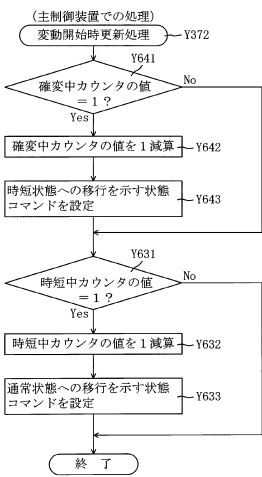 （主制御装置での処理）
変動開始時更新処理
Y372
Y641
確変中カウンタの値
＝１？
No
Yes
確変中カウンタの値を１減算
Y642
時短状態への移行を示す状態
コマンドを設定
Y643
Y631
時短中カウンタの値
＝１？
No
Yes
時短中カウンタの値を１減算
Y632
通常状態への移行を示す状態
コマンドを設定
Y633
終 了